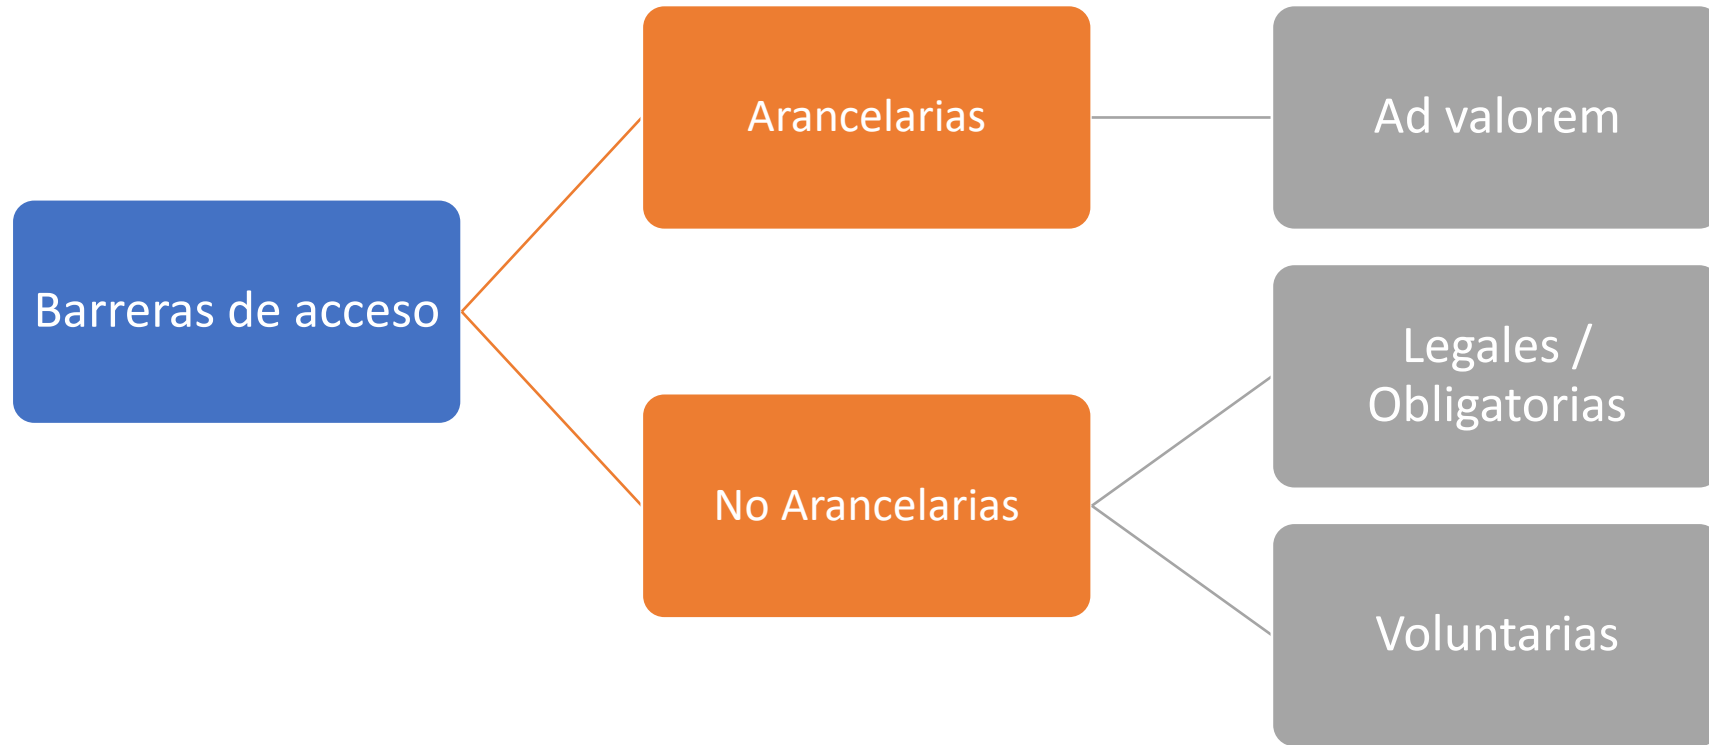 Barreras de acceso
Arancelarias
No Arancelarias
Ad valorem
Legales /
Obligatorias
Voluntarias